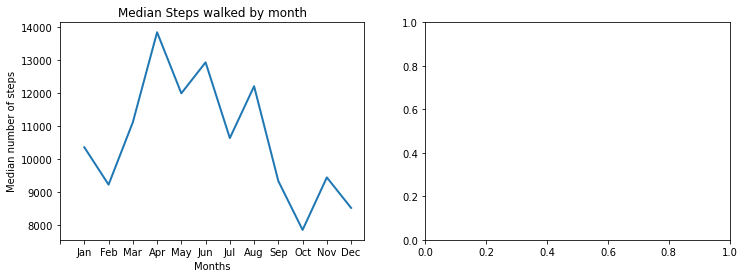 Median Steps walked by month
Median number of steps
14000
13000
12000
11000
10000
9000
8000
Jan Feb Mar Apr May Jun Jul Aug Sep Oct Nov Dec
Months
1.0
0.8
0.6
0.4
0.2
0.0
0.0 0.2 0.4 0.6 0.8 1.0